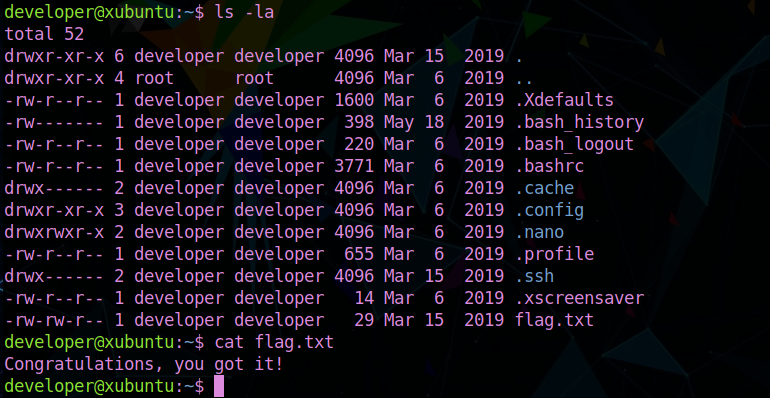 developer@xubuntu:~$ ls -la
total 52
drwxr-xr-x 6 developer developer 4096 Mar 15  2019 .
drwxr-xr-x 4 root      root      4096 Mar  6  2019 ..
-rw-r--r-- 1 developer developer 1600 Mar  6  2019 .Xdefaults
-rw------- 1 developer developer  398 May 18  2019 .bash_history
-rw-r--r-- 1 developer developer  220 Mar  6  2019 .bash_logout
-rw-r--r-- 1 developer developer 3771 Mar  6  2019 .bashrc
drwx------ 2 developer developer 4096 Mar  6  2019 .cache
drwxr-xr-x 3 developer developer 4096 Mar  6  2019 .config
drwxrwxr-x 2 developer developer 4096 Mar  6  2019 .nano
-rw-r--r-- 1 developer developer  655 Mar  6  2019 .profile
drwx------ 2 developer developer 4096 Mar 15  2019 .ssh
-rw-r--r-- 1 developer developer   14 Mar  6  2019 .xscreensaver
-rw-rw-r-- 1 developer developer   29 Mar 15  2019 flag.txt
developer@xubuntu:~$ cat flag.txt
Congratulations, you got it!
developer@xubuntu:~$